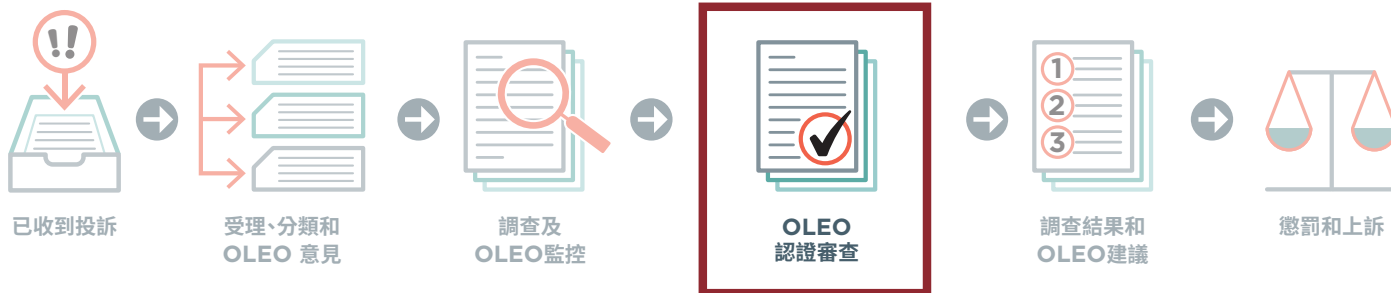 !!
已收到投訴
受理、分類和
OLEO 意見
調查及
OLEO監控
OLEO
認證審查
1
2
3
調查結果和
OLEO建議
懲罰和上訴